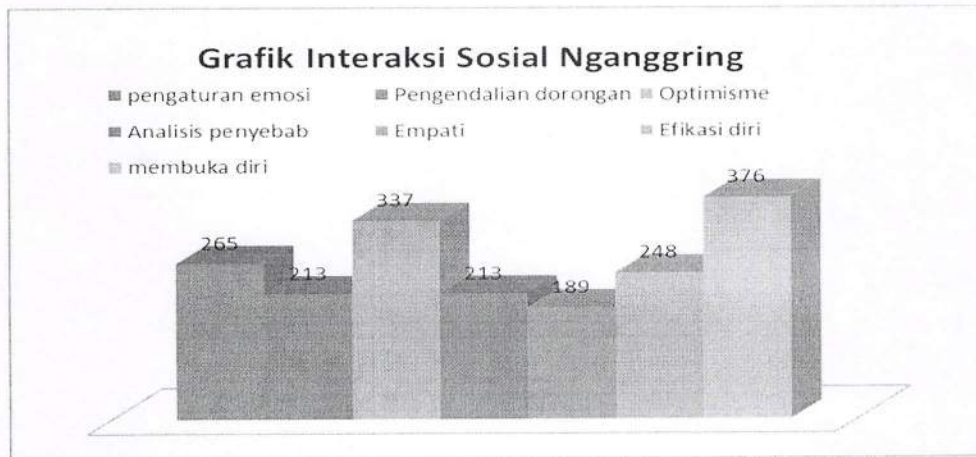 Grafik Interaksi Sosial Nganggring
pengaturan emosi Pengendalian dorongan Optimisme
Analisis penyebab Empati Efikasi diri
membuka diri
265
213
337
213
189
248
376